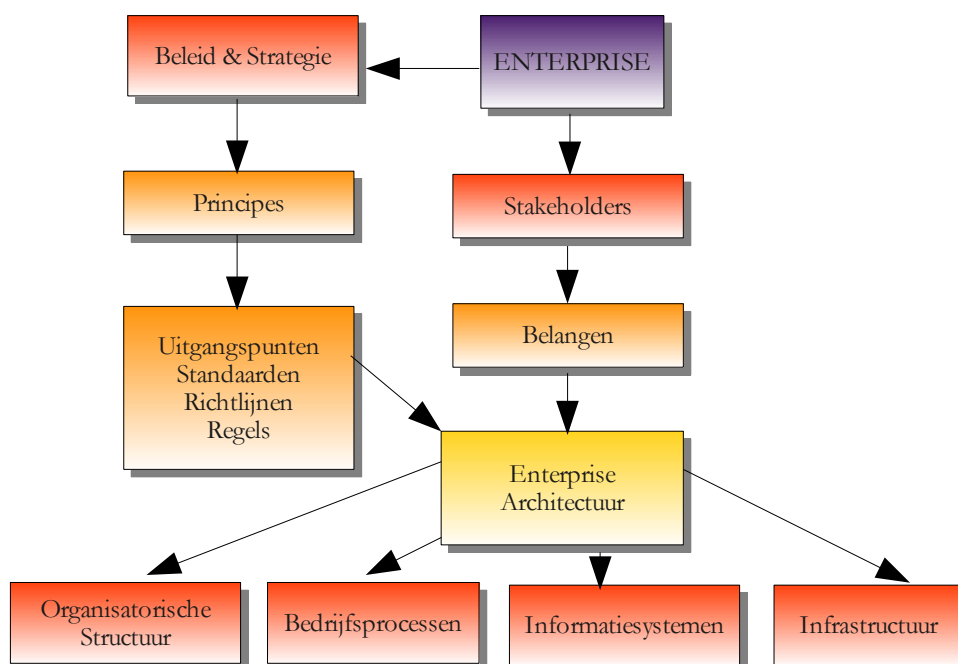 Beleid & Strategie
ENTERPRISE
Principes
Stakeholders
Uitgangspunten
Standaarden
Richtlijnen
Regels
Belangen
Enterprise
Architectuur
Organisatorische
Structuur
Bedrijfsprocessen
Informatiesystemen
Infrastructuur